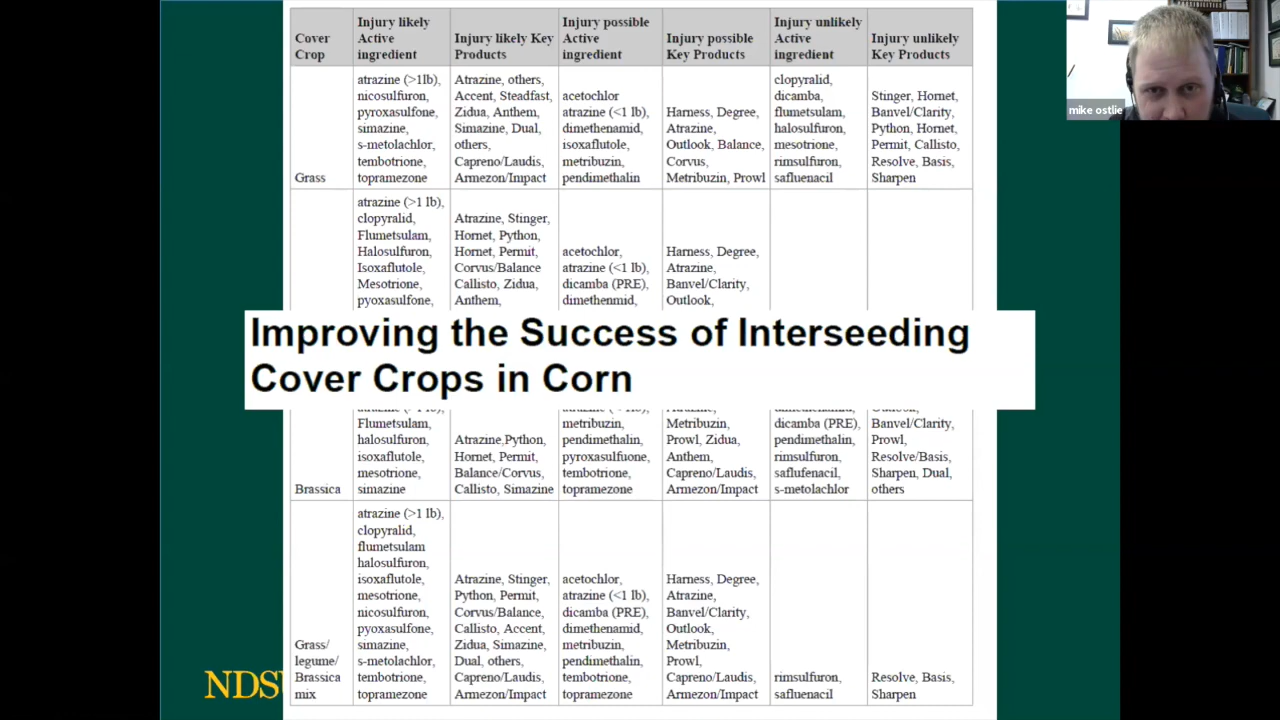 Cover Crop
Injury likely Active ingredient
Injury likely Key Products
Injury possible Active ingredient
Injury possible Key Products
Injury unlikely Active ingredient
Injury unlikely Key Products
mike ostlie
Grass
atrazine (>1lb),
nicosulfuron,
pyroxasulfone,
simazine,
s-metolachlor,
tembotrione,
topramezone
Atrazine, others,
Accent, Steadfast,
Zidua, Anthem,
Simazine, Dual,
others,
Capreno/Laudis,
Armezon/Impact
acetochlor
atrazine (<1 lb),
dimethenamid,
isoxaflutole,
metribuzin,
pendimethalin
Harness, Degree,
Atrazine,
Outlook, Balance,
Corvus,
Metribuzin, Prowl
clopyralid,
dicamba,
flumetsulam,
halosulfuron,
mesotrione,
rimsulfuron,
safluenacil
Stinger, Hornet,
Banvel/Clarity,
Python, Hornet,
Permit, Callisto,
Resolve, Basis,
Sharpen
atrazine (>1 lb),
clopyralid,
Flumetsulam,
Halosulfuron,
Isoxaflutole,
Mesotrione,
pyoxasulfone,
Atrazine, Stinger,
Hornet, Python,
Hornet, Permit,
Corvus/Balance
Callisto, Zidua,
Anthem,
acetochlor,
atrazine (<1 lb),
dicamba (PRE),
dimethenmid,
Harness, Degree,
Atrazine,
Banvel/Clarity,
Outlook,
Improving the Success of Interseeding
Cover Crops in Corn
Brassica
Flumetsulam,
halosulfuron,
isoxaflutole,
mesotrione,
simazine
Atrazine,Python,
Hornet, Permit,
Balance/Corvus,
Callisto, Simazine
metribuzin,
pendimethalin,
pyroxasulfuone,
tembotrione,
topramezone
Metribuzin,
Prowl, Zidua,
Anthem,
Capreno/Laudis,
Armezon/Impact
dicamba (PRE),
pendimethalin,
rimsulfuron,
saflufenacil,
s-metolachlor
Banvel/Clarity,
Prowl,
Resolve/Basis,
Sharpen, Dual,
others
Grass/
legume/
Brassica
mix
atrazine (>1 lb),
clopyralid,
flumetsulam
halosulfuron,
isoxaflutole,
mesotrione,
nicosulfuron,
pyoxasulfone,
simazine,
s-metolachlor,
tembotrione,
topramezone
Atrazine, Stinger,
Python, Permit,
Corvus/Balance,
Callisto, Accent,
Zidua, Simazine,
Dual, others,
Capreno/Laudis,
Armezon/Impact
acetochlor,
atrazine (<1 lb),
dicamba (PRE),
dimethenamid,
metribuzin,
pendimethalin,
tembotrione,
topramezone
Harness, Degree,
Atrazine,
Banvel/Clarity,
Outlook,
Metribuzin,
Prowl,
Capreno/Laudis,
Armezon/Impact
rimsulfuron,
safluenacil
Resolve, Basis,
Sharpen